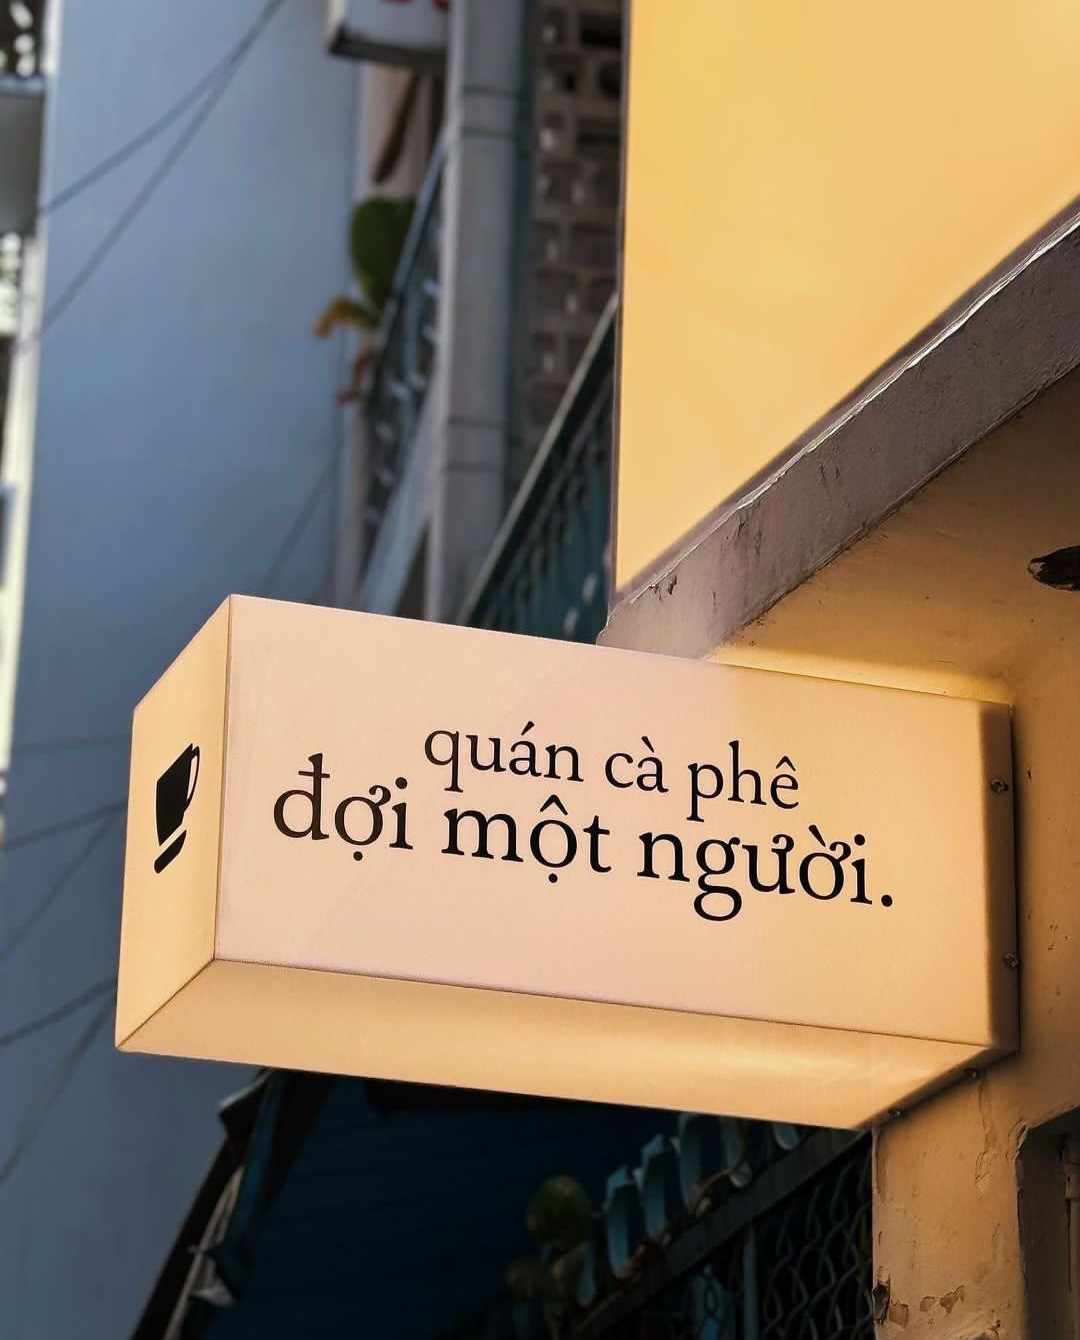 quán cà phê
đợi một người.